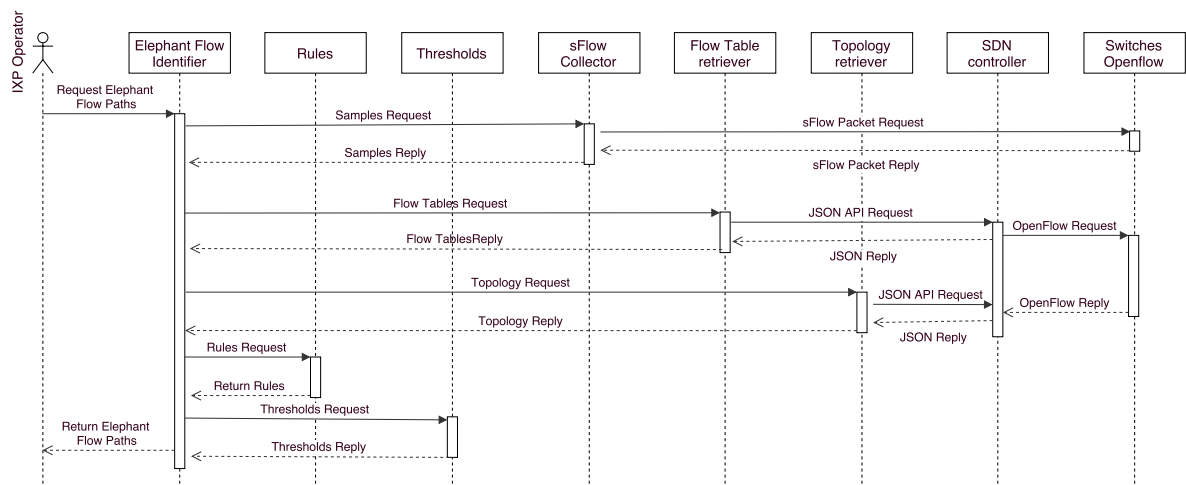 IXP Operator
Elephant Flow
Identifier
Rules
Thresholds
sFlow
Collector
Flow Table
retriever
Topology
retriever
SDN
controller
Switches
Openflow
Request Elephant
Flow Paths
Samples Request
sFlow Packet Request
Samples Reply
sFlow Packet Reply
Flow Tables Request
JSON API Request
OpenFlow Request
Flow TablesReply
JSON Reply
Topology Request
JSON API Request
OpenFlow Reply
Topology Reply
JSON Reply
Rules Request
Return Rules
Thresholds Request
Return Elephant
Flow Paths
Thresholds Reply